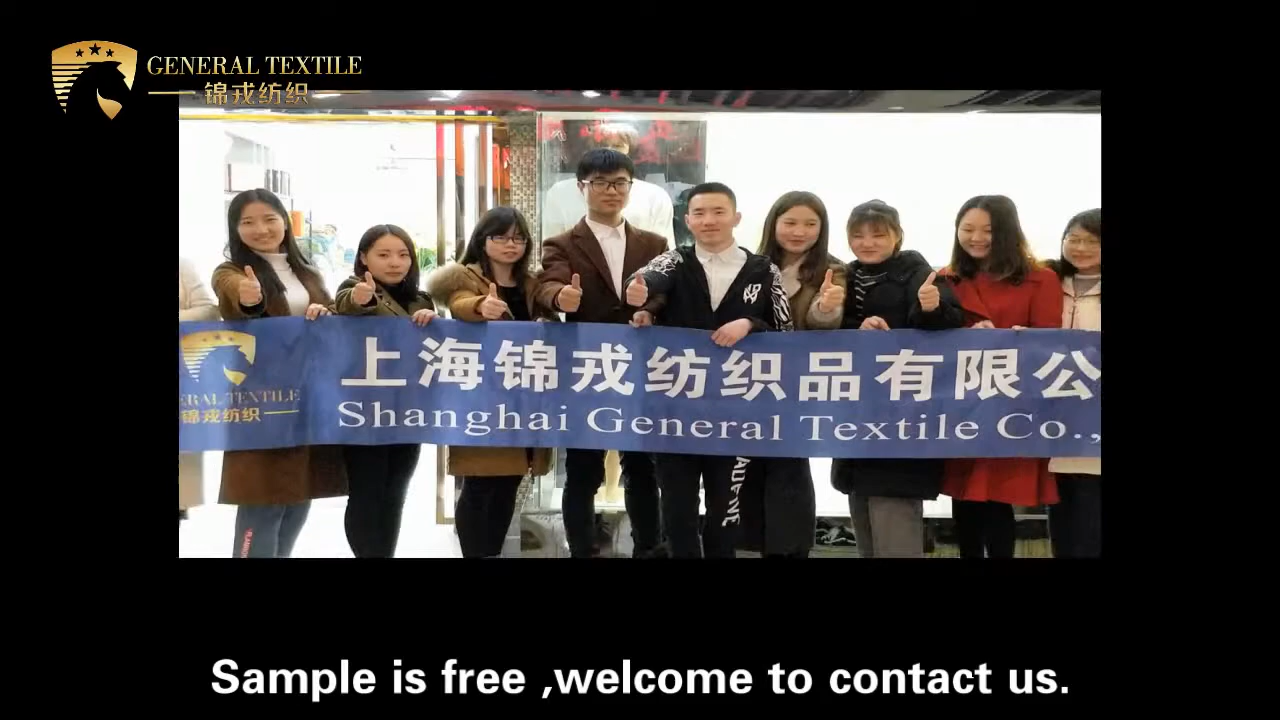 GENERAL TEXTILE
锦戎纺织
上海锦戎纺织品有限公
ERAL TEXTILE
锦戎纺织
Shanghai General Textile Co.,
Sample is free ,welcome to contact us.